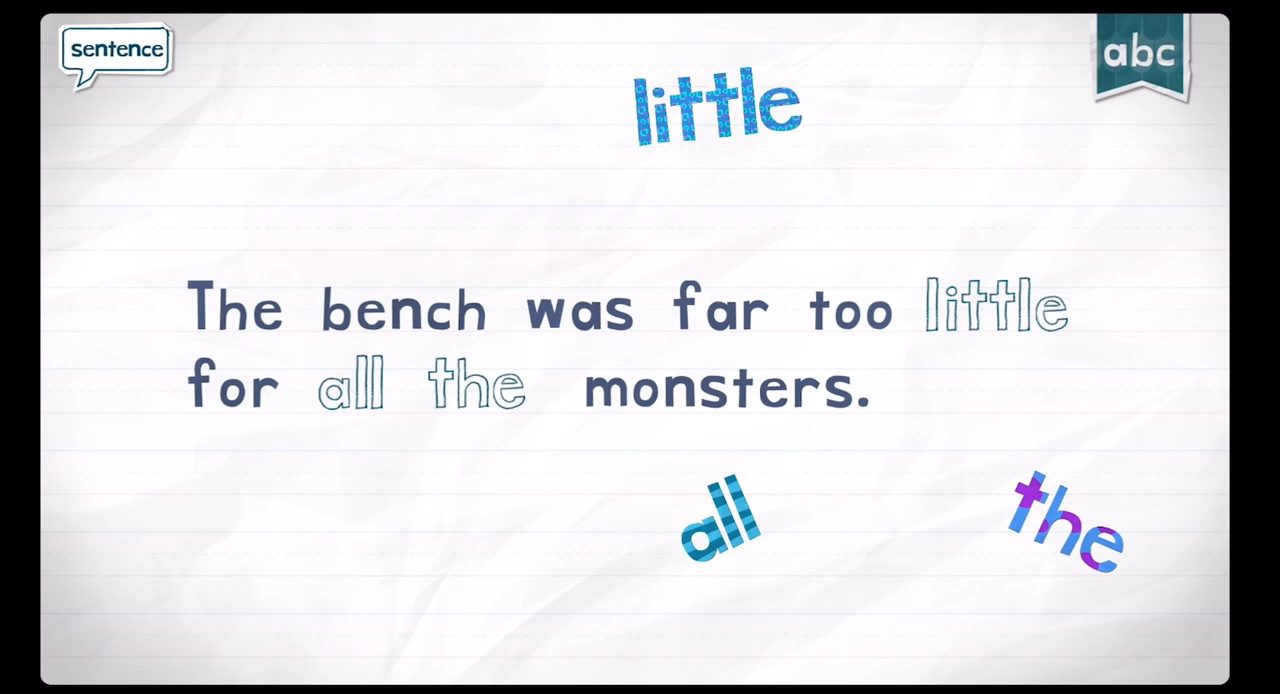 sentence
abc
little
The bench was far too little
for all the monsters.
all
the